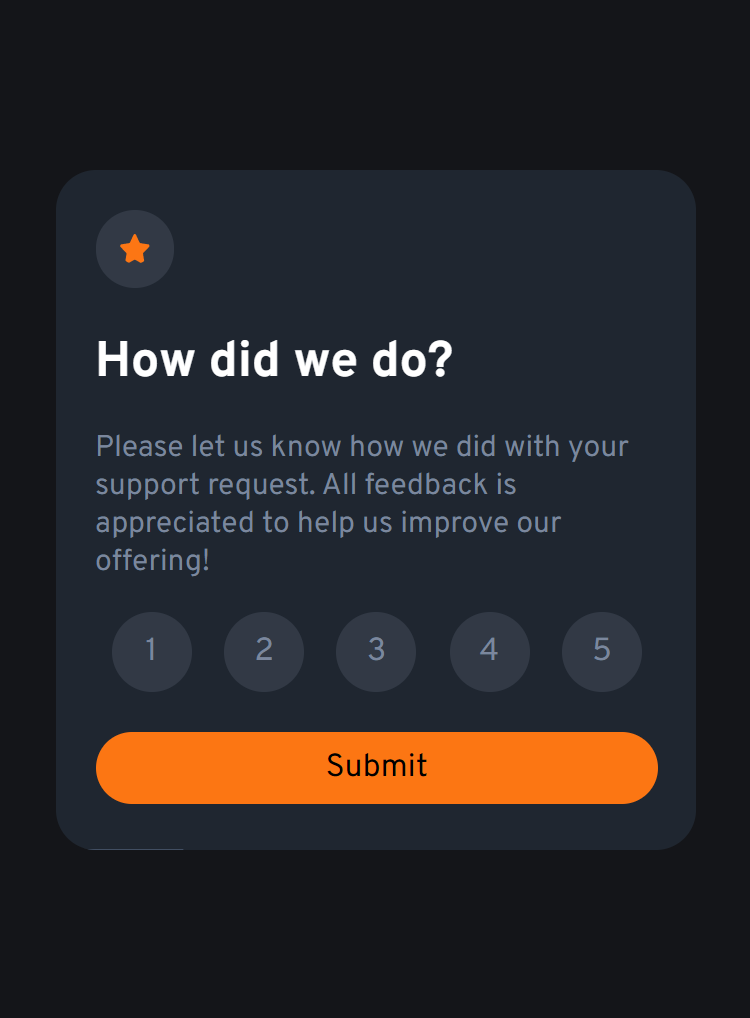 How did we do?
Please let us know how we did with your
support request. All feedback is
appreciated to help us improve our
offering!
1 2 3 4 5
Submit